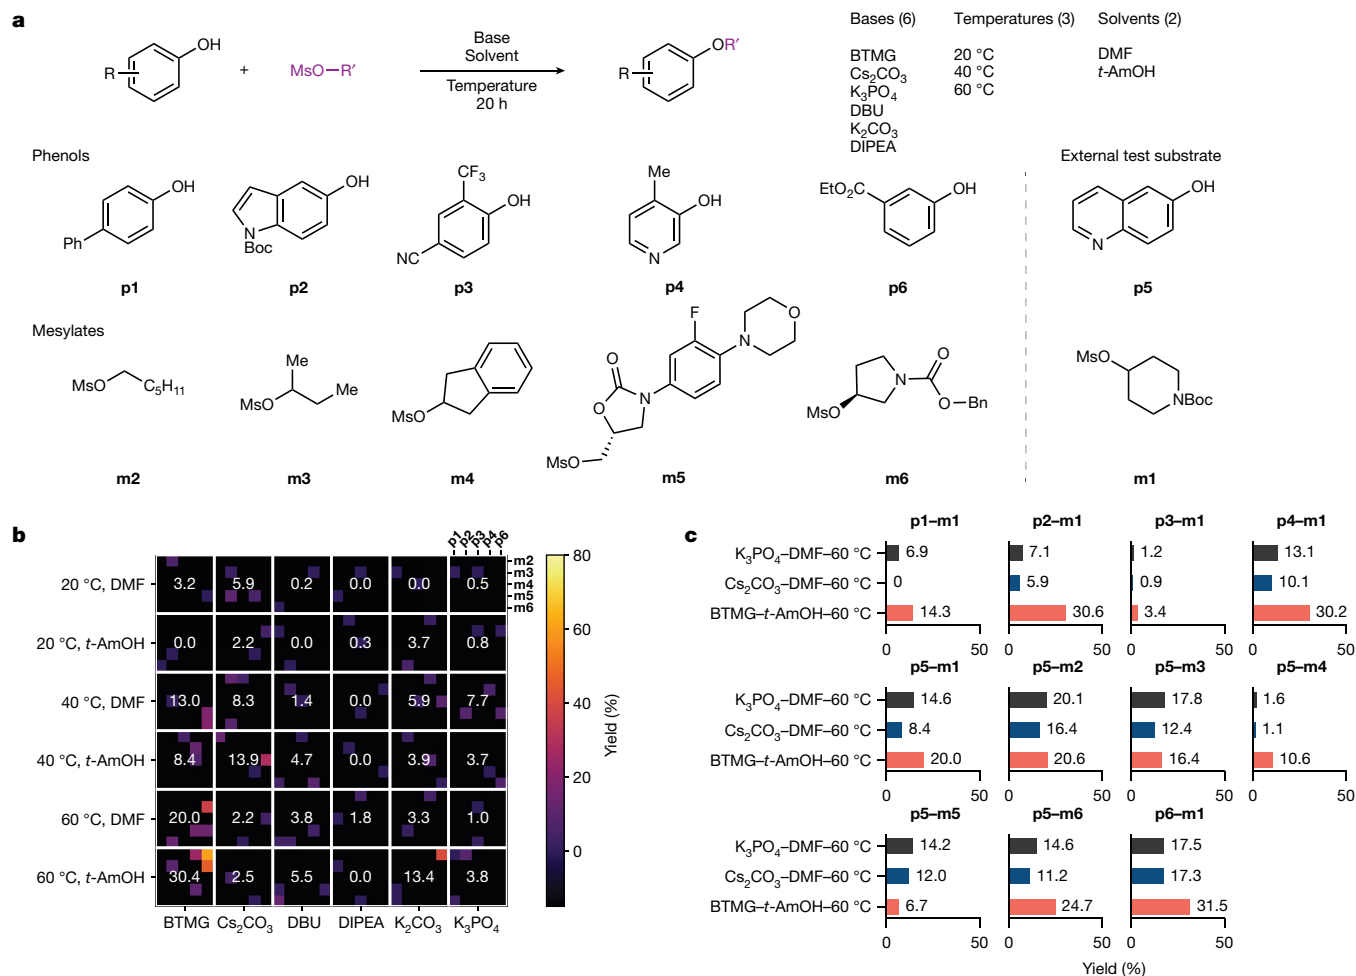 a
Base
Solvent
Temperature
20 h
OH
R
+
MsO–R′
OR′
R
Bases (6) Temperatures (3) Solvents (2)
BTMG 20 °C DMF
Cs₂CO₃ 40 °C t-AmOH
K₃PO₄ 60 °C
DBU
K₂CO₃
DIPEA
Phenols
External test substrate
OH
Ph
p1
OH
N
Boc
p2
CF₃
OH
NC
p3
Me
OH
N
p4
EtO₂C
OH
p6
OH
N
p5
Mesylates
MsO
C₅H₁₁
m2
Me
Me
MsO
m3
MsO
m4
F
N
O
O
O
N
MsO
m5
N
O
O
Bn
MsO
m6
MsO
NBoc
m1
b
p1 p2 p3 p4 p6
m2
m3
m4
m5
m6
20 °C, DMF 3.2 5.9 0.2 0.0 0.0 0.5
20 °C, t-AmOH 0.0 2.2 0.0 0.3 3.7 0.8
40 °C, DMF 13.0 8.3 1.4 0.0 5.9 7.7
40 °C, t-AmOH 8.4 13.9 4.7 0.0 3.9 3.7
60 °C, DMF 20.0 2.2 3.8 1.8 3.3 1.0
60 °C, t-AmOH 30.4 2.5 5.5 0.0 13.4 3.8
BTMG Cs₂CO₃ DBU DIPEA K₂CO₃ K₃PO₄
80
60
40
20
0
Yield (%)
c
p1–m1 p2–m1 p3–m1 p4–m1
K₃PO₄–DMF–60 °C 6.9 7.1 1.2 13.1
Cs₂CO₃–DMF–60 °C 0 5.9 0.9 10.1
BTMG–t-AmOH–60 °C 14.3 30.6 3.4 30.2
0 50 0 50 0 50 0 50
p5–m1 p5–m2 p5–m3 p5–m4
K₃PO₄–DMF–60 °C 14.6 20.1 17.8 1.6
Cs₂CO₃–DMF–60 °C 8.4 16.4 12.4 1.1
BTMG–t-AmOH–60 °C 20.0 20.6 16.4 10.6
0 50 0 50 0 50 0 50
p5–m5 p5–m6 p6–m1
K₃PO₄–DMF–60 °C 14.2 14.6 17.5
Cs₂CO₃–DMF–60 °C 12.0 11.2 17.3
BTMG–t-AmOH–60 °C 6.7 24.7 31.5
0 50 0 50 0 50
Yield (%)